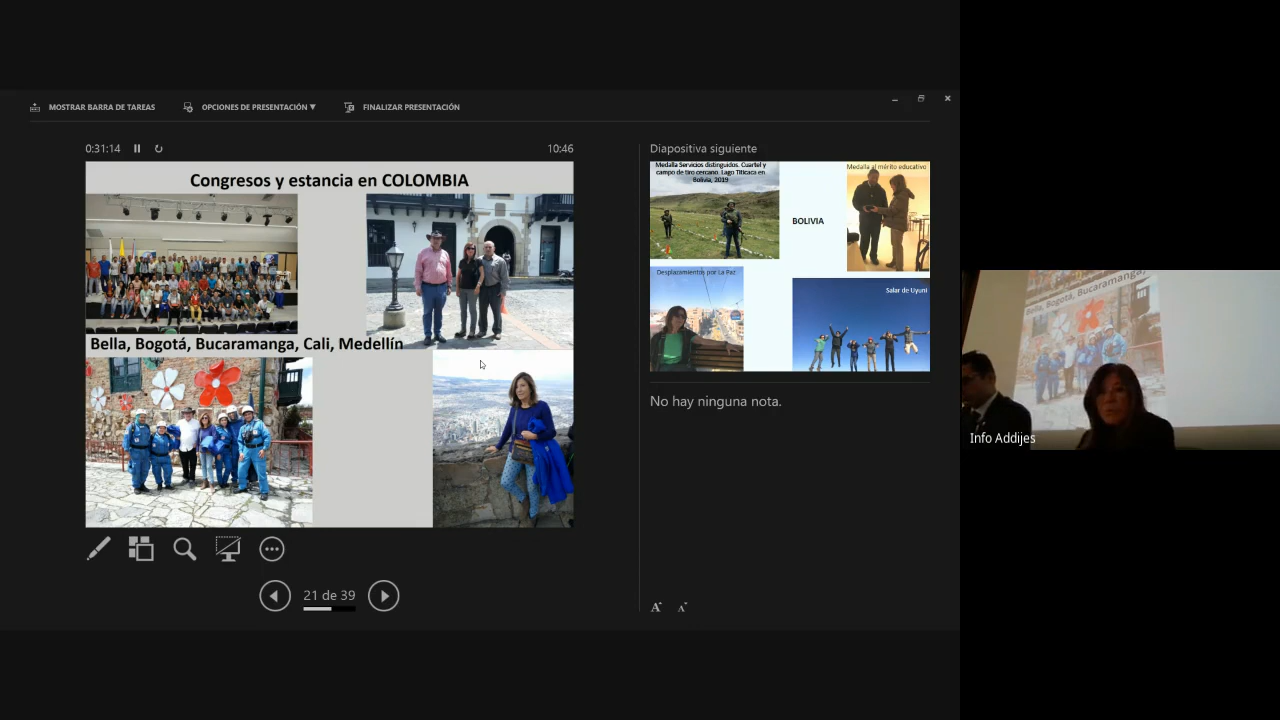 MOSTRAR BARRA DE TAREAS
OPCIONES DE PRESENTACIÓN ▼
FINALIZAR PRESENTACIÓN
0:31:14
10:46
Congresos y estancia en COLOMBIA
Bella, Bogotá, Bucaramanga, Cali, Medellín
21 de 39
Diapositiva siguiente
Medalla Servicios distinguidos. Cuartel y
campo de tiro cercano. Lago Titicaca en
Bolivia, 2019
Medalla al mérito educativo
BOLIVIA
Desplazamientos por La Paz
Salar de Uyuni
No hay ninguna nota.
A A
Bella, Bogotá, Bucaramanga,
Info Addijes